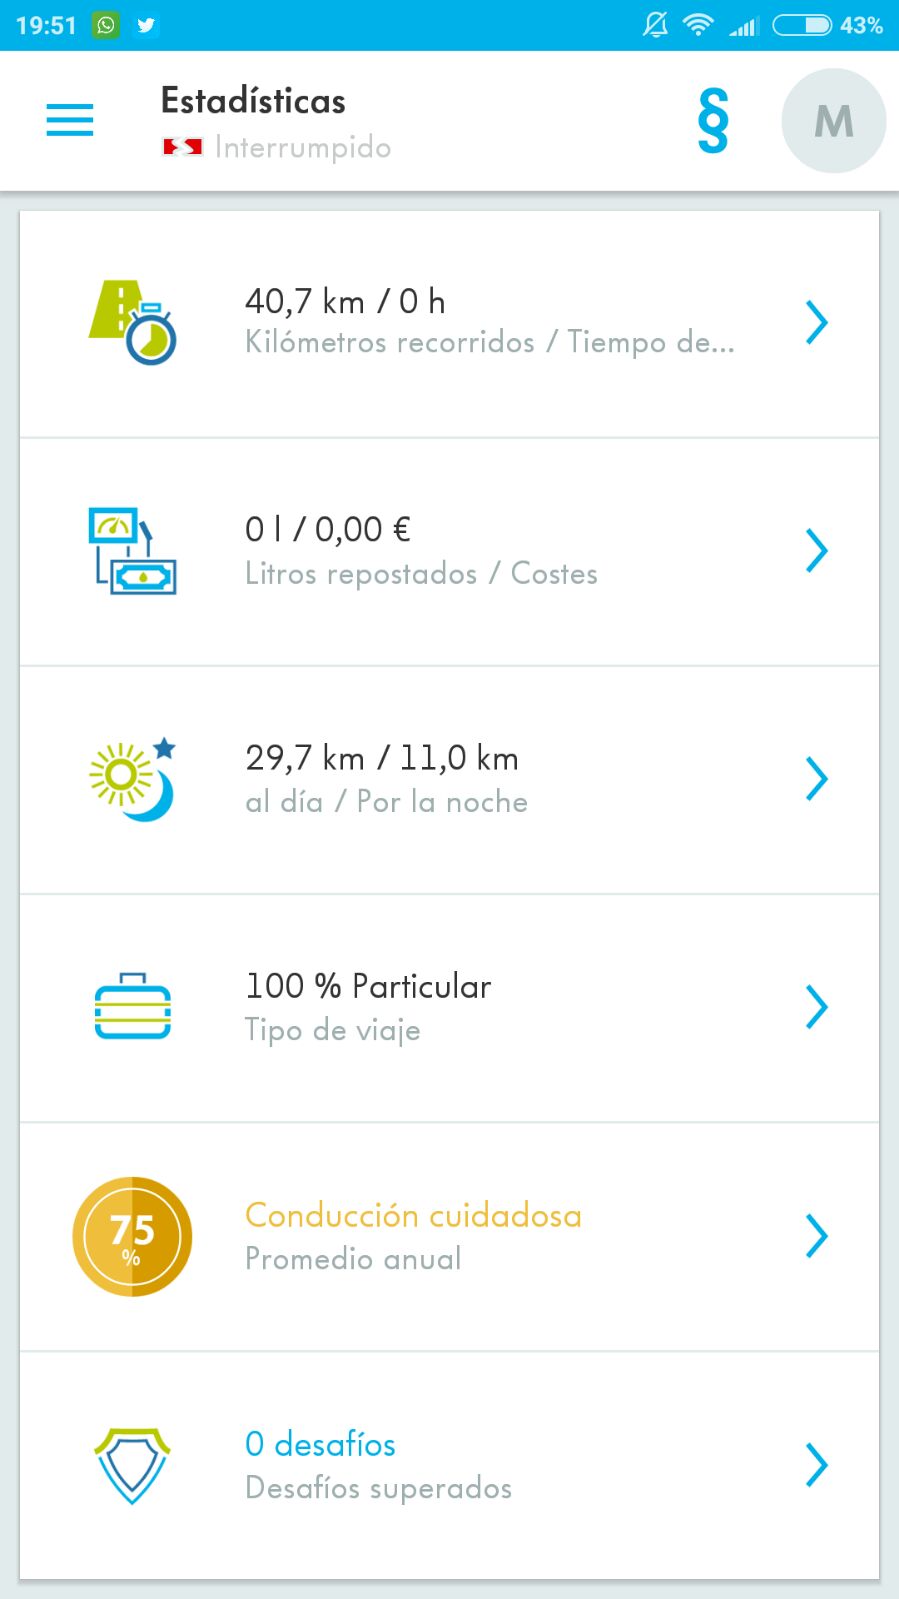 19:51
43%
Estadísticas
Interrumpido
§
M
40,7 km / 0 h
Kilómetros recorridos / Tiempo de...
0 l / 0,00 €
Litros repostados / Costes
29,7 km / 11,0 km
al día / Por la noche
100 % Particular
Tipo de viaje
75
%
Conducción cuidadosa
Promedio anual
0 desafíos
Desafíos superados